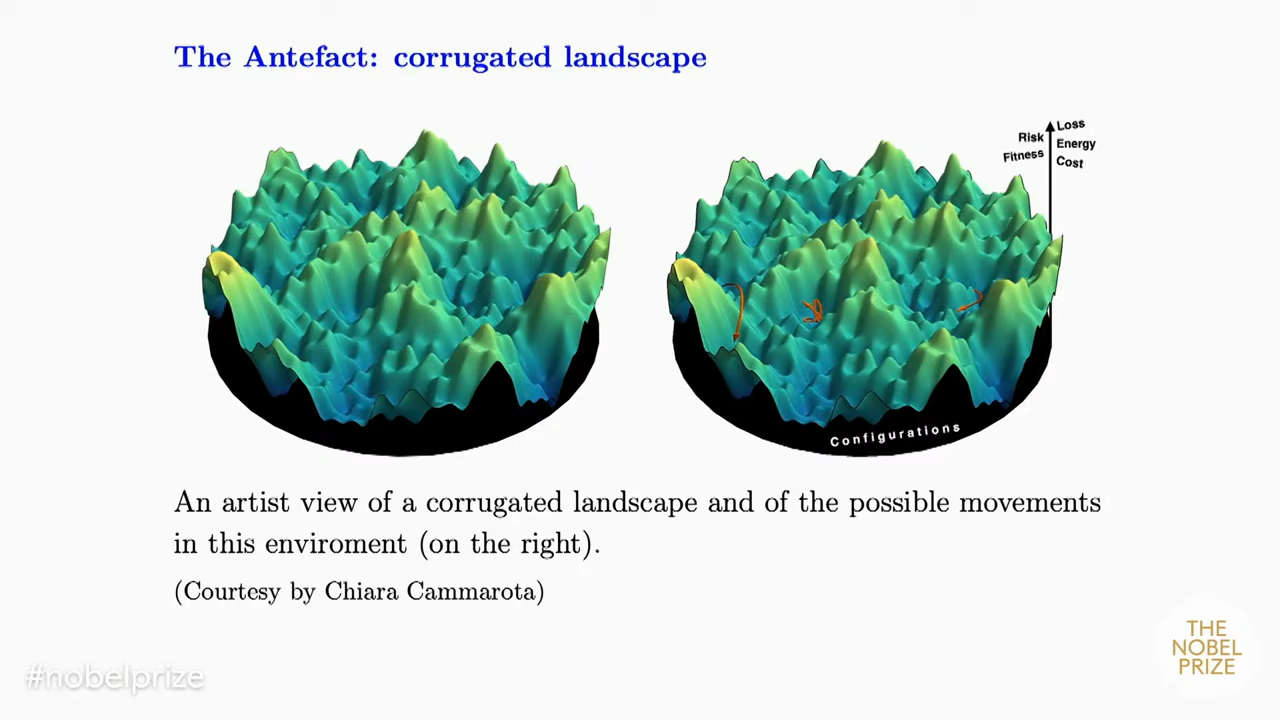 The Antefact: corrugated landscape
Risk
Fitness
Loss
Energy
Cost
Configurations
An artist view of a corrugated landscape and of the possible movements
in this enviroment (on the right).
(Courtesy by Chiara Cammarota)
#nobelprize
THE
NOBEL
PRIZE